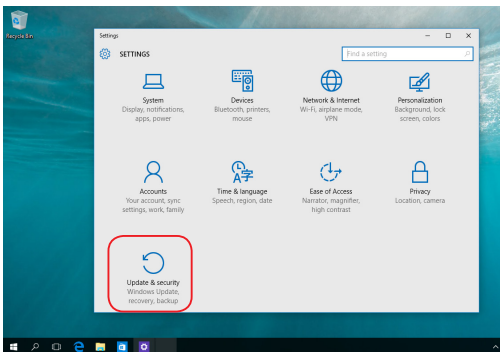 Recycle Bin
Settings
SETTINGS
Find a setting
System
Display, notifications,
apps, power
Devices
Bluetooth, printers,
mouse
Network & Internet
Wi-Fi, airplane mode,
VPN
Personalization
Background, lock
screen, colors
Accounts
Your account, sync
settings, work, family
Time & language
Speech, region, date
Ease of Access
Narrator, magnifier,
high contrast
Privacy
Location, camera
Update & security
Windows Update,
recovery, backup